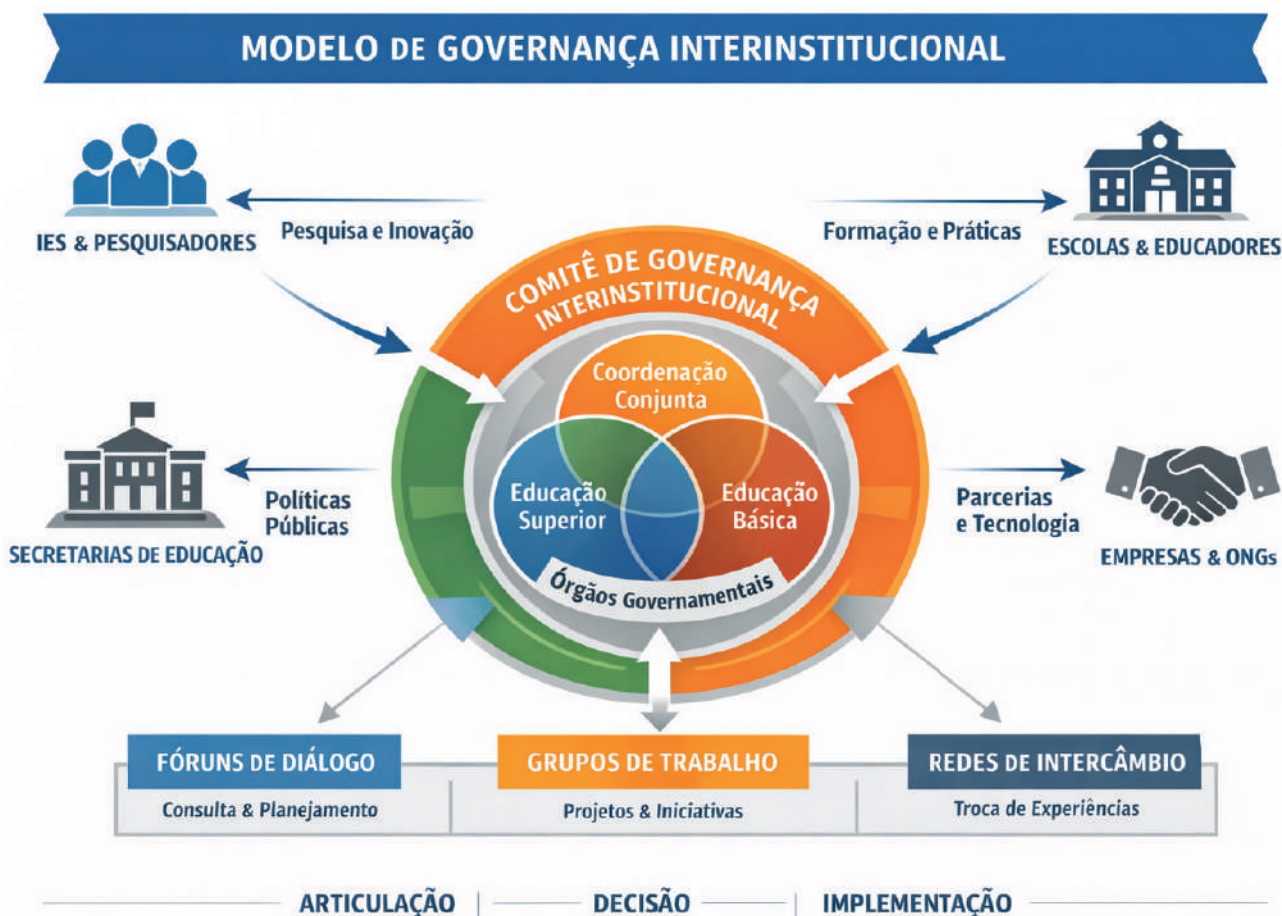 MODELO DE GOVERNANÇA INTERINSTITUCIONAL
IES & PESQUISADORES
Pesquisa e Inovação
Formação e Práticas
ESCOLAS & EDUCADORES
COMITÊ DE GOVERNANÇA
INTERINSTITUCIONAL
Coordenação
Conjunta
Educação
Superior
Educação
Básica
Órgãos Governamentais
SECRETARIAS DE EDUCAÇÃO
Políticas
Públicas
Parcerias
e Tecnologia
EMPRESAS & ONGs
FÓRUNS DE DIÁLOGO
Consulta & Planejamento
GRUPOS DE TRABALHO
Projetos & Iniciativas
REDES DE INTERCÂMBIO
Troca de Experiências
ARTICULAÇÃO
DECISÃO
IMPLEMENTAÇÃO